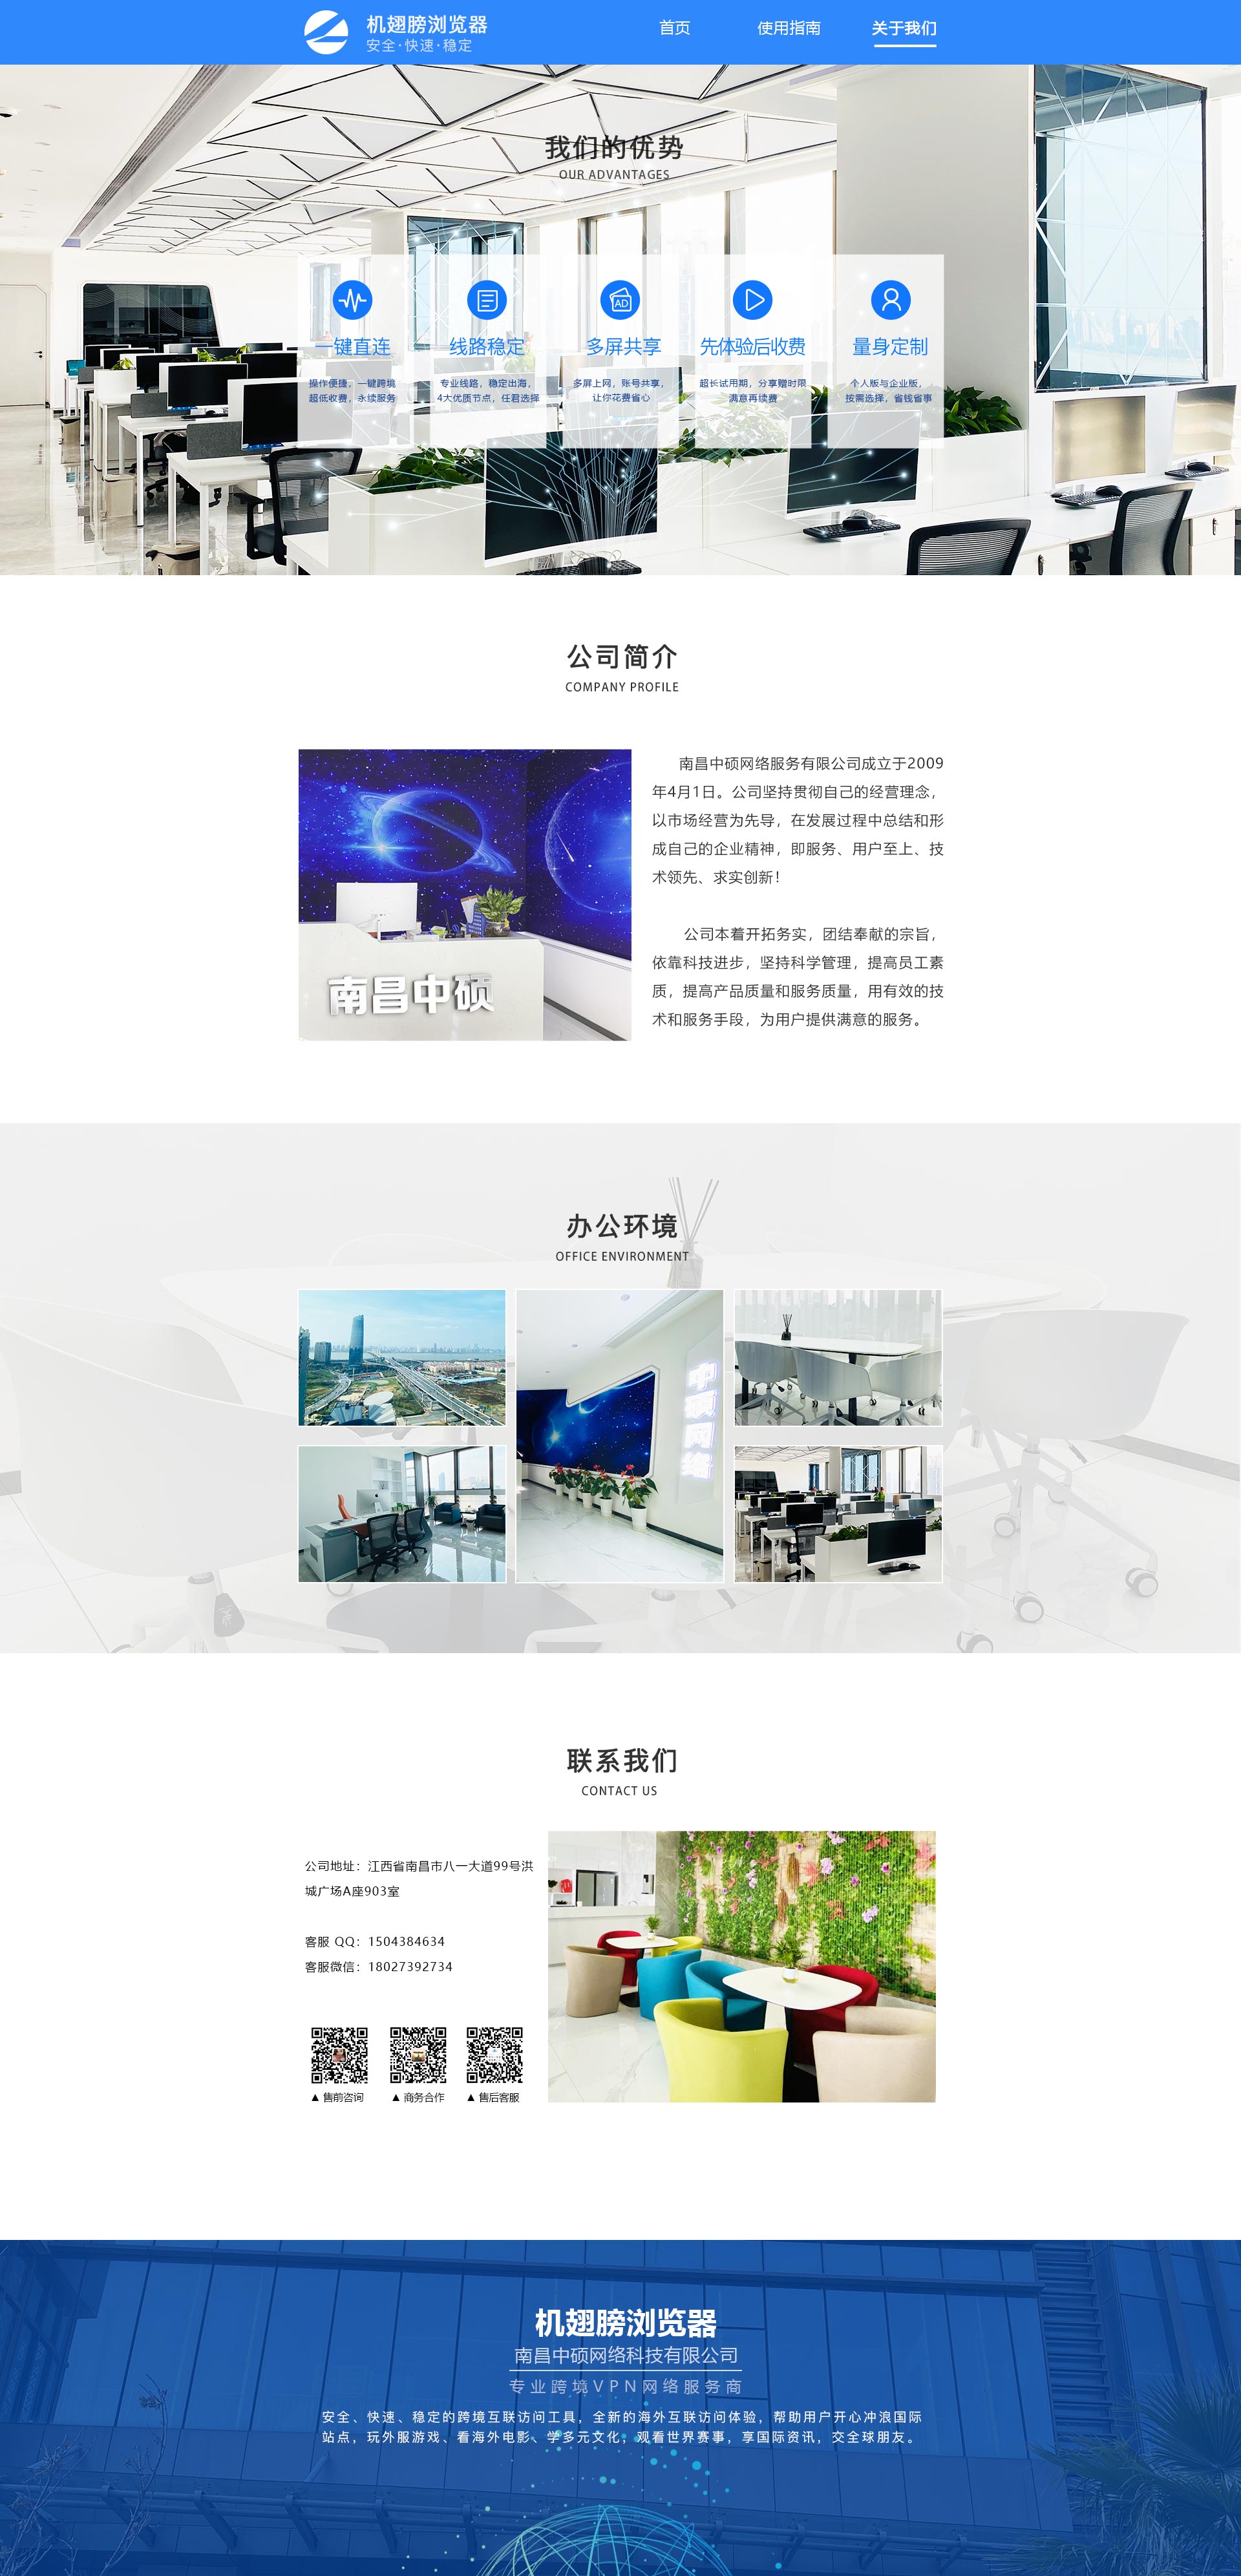 机翅膀浏览器
安全·快速·稳定
首页
使用指南
关于我们
我们的优势
OUR ADVANTAGES
一键直连
操作便捷，一键跨境
超低收费，永续服务
线路稳定
专业线路，稳定出海，
4大优质节点，任君选择
AD
多屏共享
多屏上网，账号共享，
让你花费省心
先体验后收费
超长试用期，分享赠时限
满意再续费
量身定制
个人版与企业版，
按需选择，省钱省事
公司简介
COMPANY PROFILE
南昌中硕
南昌中硕网络服务有限公司成立于2009
年4月1日。公司坚持贯彻自己的经营理念，
以市场经营为先导，在发展过程中总结和形
成自己的企业精神，即服务、用户至上、技
术领先、求实创新！
公司本着开拓务实，团结奉献的宗旨，
依靠科技进步，坚持科学管理，提高员工素
质，提高产品质量和服务质量，用有效的技
术和服务手段，为用户提供满意的服务。
办公环境
OFFICE ENVIRONMENT
联系我们
CONTACT US
公司地址：江西省南昌市八一大道99号洪
城广场A座903室
客服 QQ：1504384634
客服微信：18027392734
▲ 售前咨询
▲ 商务合作
▲ 售后客服
机翅膀浏览器
南昌中硕网络科技有限公司
专业跨境VPN网络服务商
安全、快速、稳定的跨境互联访问工具，全新的海外互联访问体验，帮助用户开心冲浪国际
站点，玩外服游戏、看海外电影、学多元文化，观看世界赛事，享国际资讯，交全球朋友。